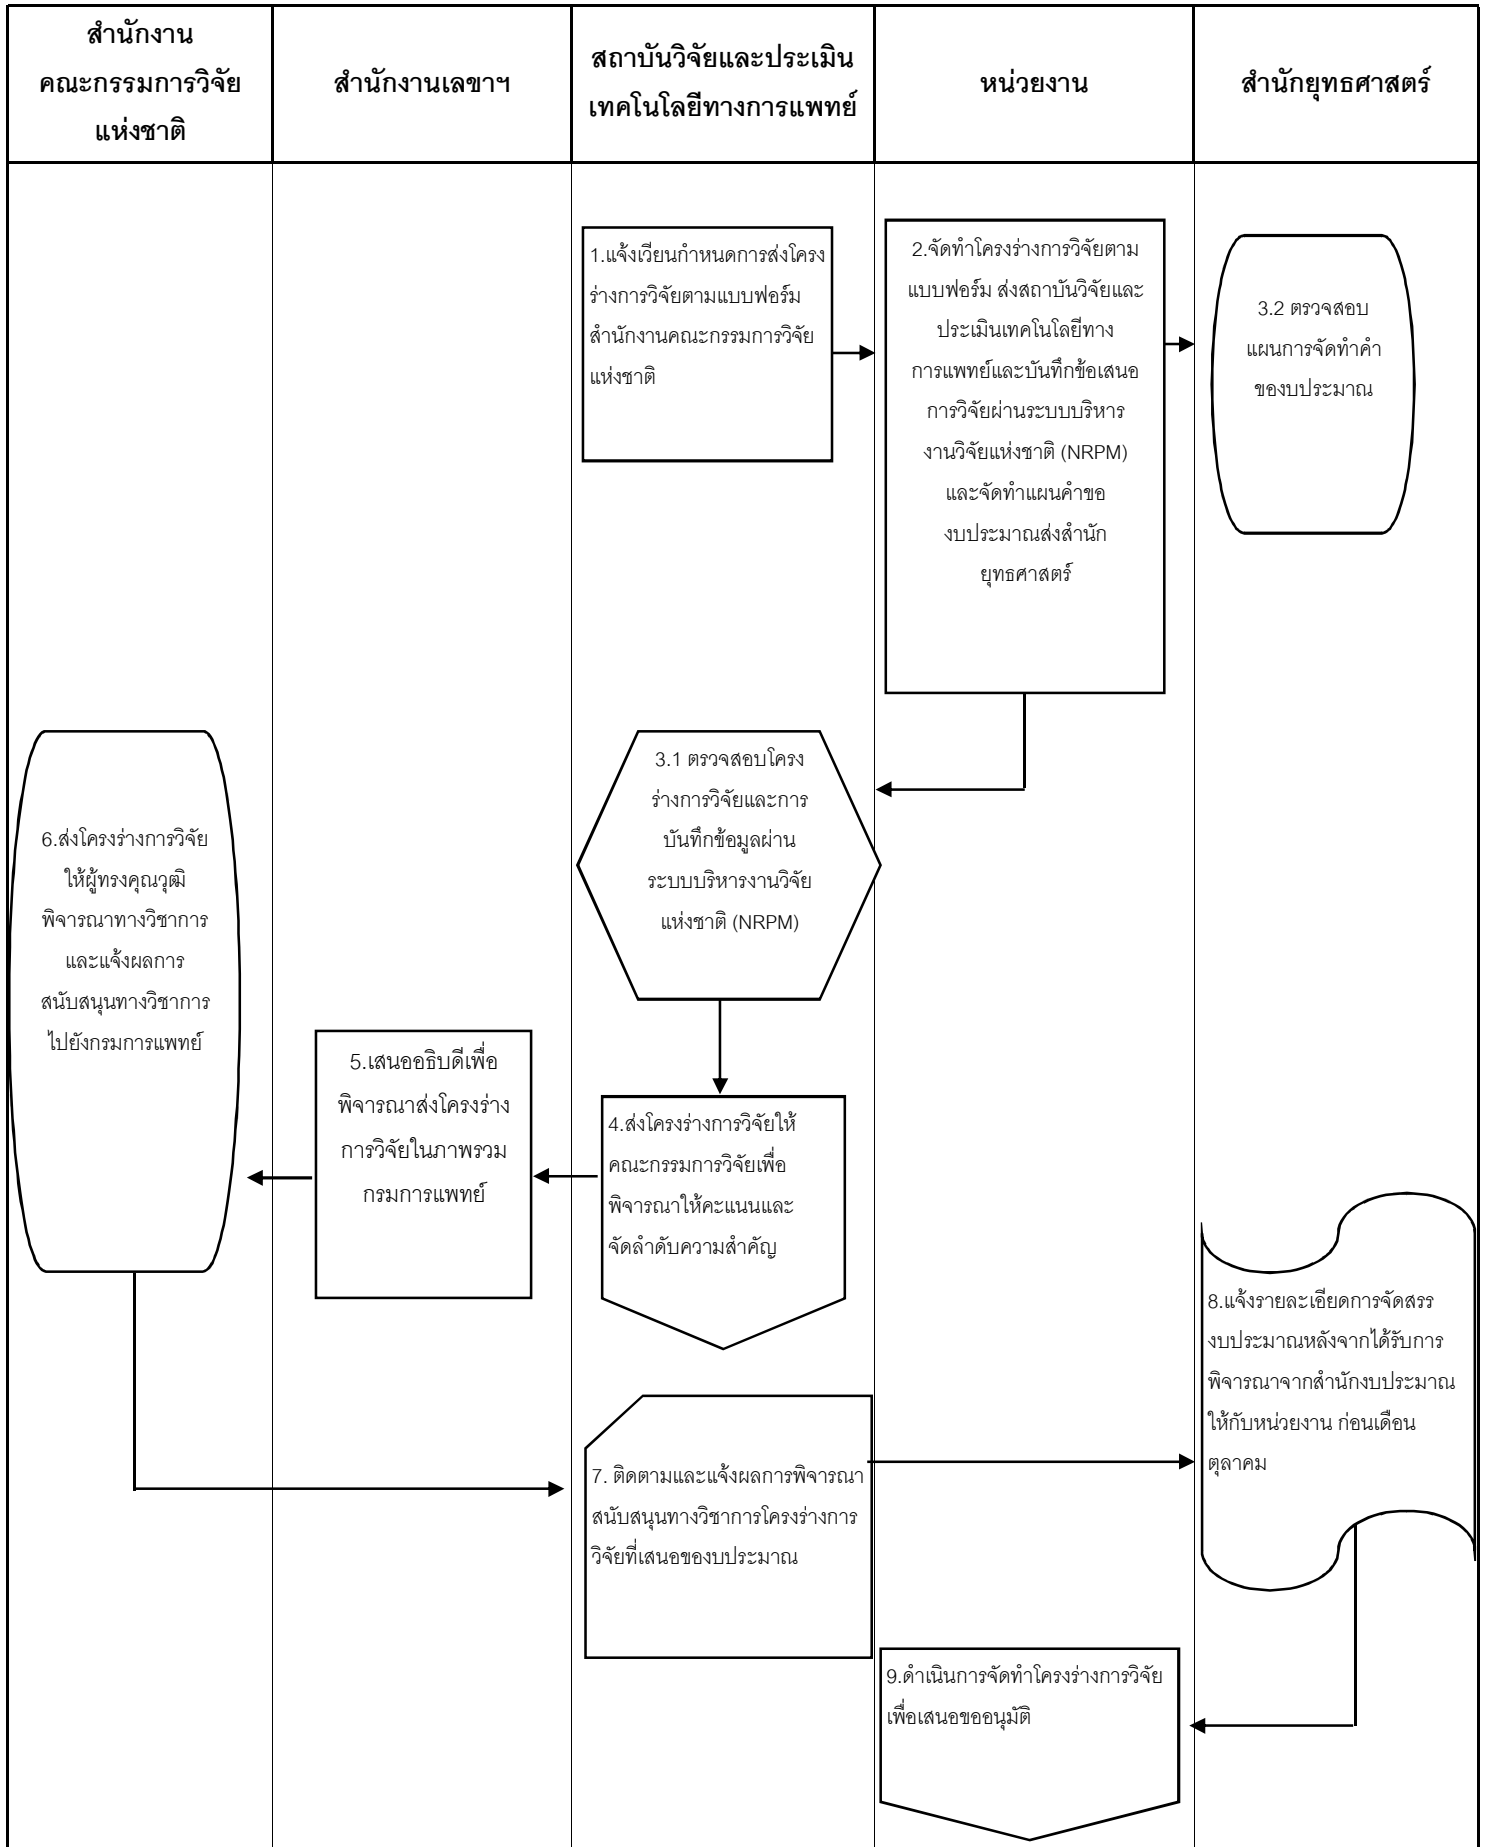 สำนักงาน
คณะกรรมการวิจัย
แห่งชาติ
สำนักงานเลขาฯ
สถาบันวิจัยและประเมิน
เทคโนโลยีทางการแพทย์
หน่วยงาน
สำนักยุทธศาสตร์
1.แจ้งเวียนกำหนดการส่งโครง
ร่างการวิจัยตามแบบฟอร์ม
สำนักงานคณะกรรมการวิจัย
แห่งชาติ
2.จัดทำโครงร่างการวิจัยตาม
แบบฟอร์ม ส่งสถาบันวิจัยและ
ประเมินเทคโนโลยีทาง
การแพทย์และบันทึกข้อเสนอ
การวิจัยผ่านระบบบริหาร
งานวิจัยแห่งชาติ (NRPM)
และจัดทำแผนคำขอ
งบประมาณส่งสำนัก
ยุทธศาสตร์
3.2 ตรวจสอบ
แผนการจัดทำคำ
ของบประมาณ
3.1 ตรวจสอบโครง
ร่างการวิจัยและการ
บันทึกข้อมูลผ่าน
ระบบบริหารงานวิจัย
แห่งชาติ (NRPM)
4.ส่งโครงร่างการวิจัยให้
คณะกรรมการวิจัยเพื่อ
พิจารณาให้คะแนนและ
จัดลำดับความสำคัญ
5.เสนออธิบดีเพื่อ
พิจารณาส่งโครงร่าง
การวิจัยในภาพรวม
กรมการแพทย์
6.ส่งโครงร่างการวิจัย
ให้ผู้ทรงคุณวุฒิ
พิจารณาทางวิชาการ
และแจ้งผลการ
สนับสนุนทางวิชาการ
ไปยังกรมการแพทย์
7. ติดตามและแจ้งผลการพิจารณา
สนับสนุนทางวิชาการโครงร่างการ
วิจัยที่เสนอของบประมาณ
8.แจ้งรายละเอียดการจัดสรร
งบประมาณหลังจากได้รับการ
พิจารณาจากสำนักงบประมาณ
ให้กับหน่วยงาน ก่อนเดือน
ตุลาคม
9.ดำเนินการจัดทำโครงร่างการวิจัย
เพื่อเสนอขออนุมัติ